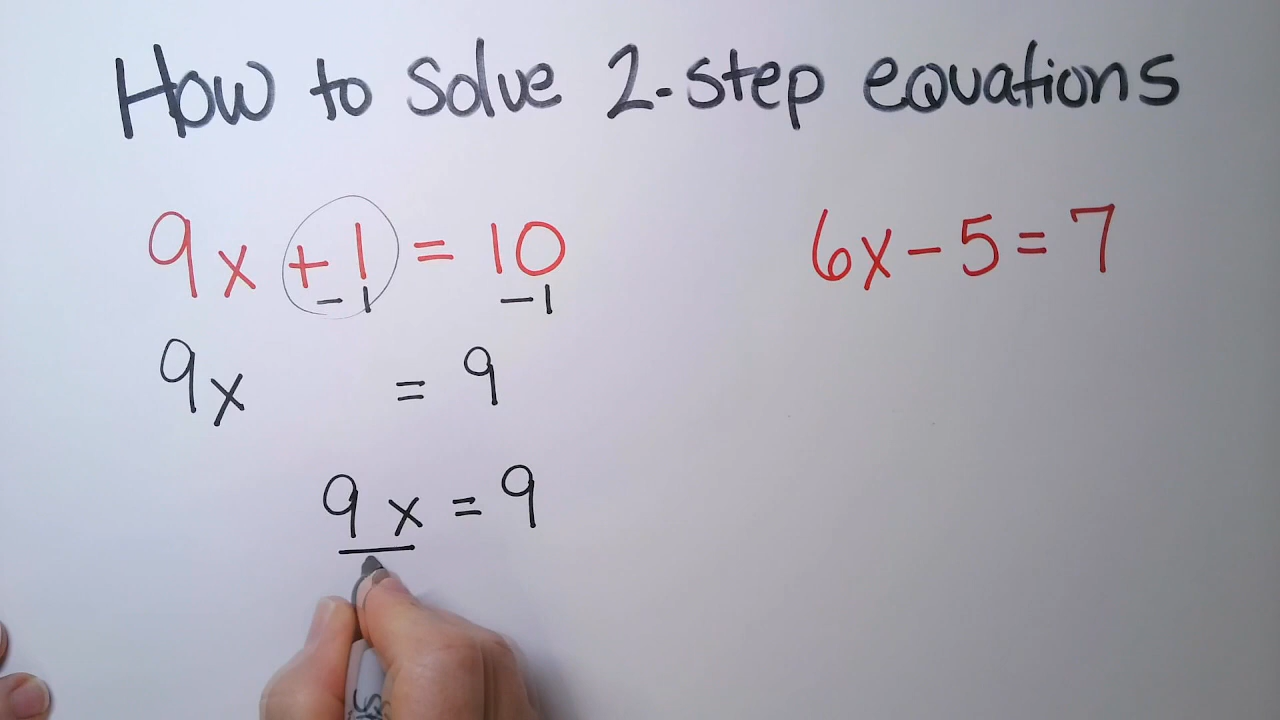 How to solve 2-step equations
9x +1 = 10
-1 -1
9x = 9
9x = 9
6x - 5 = 7